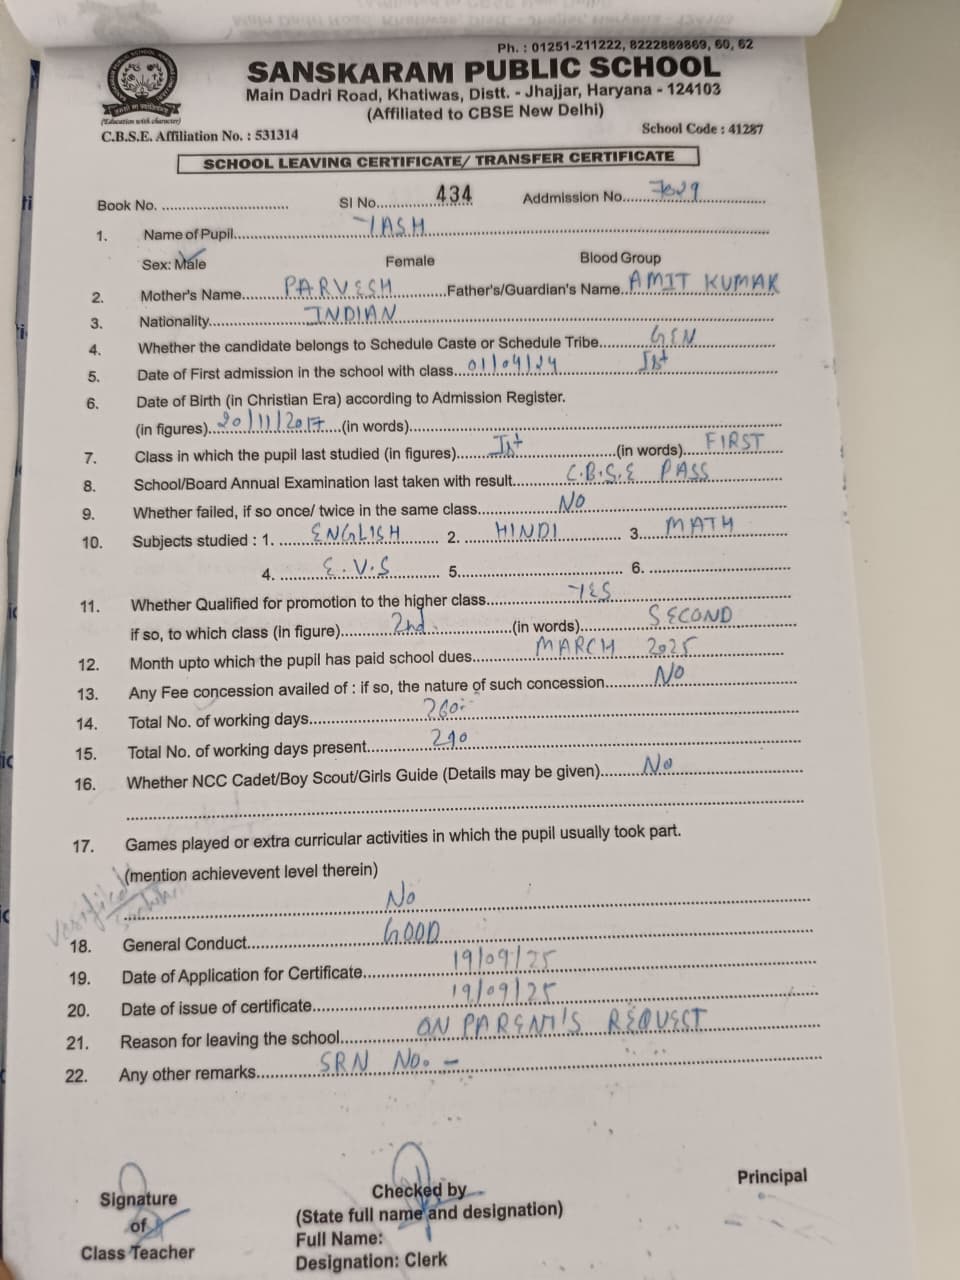 Ph. : 01251-211222, 8222889869, 60, 62
SANSKARAM PUBLIC SCHOOL
Main Dadri Road, Khatiwas, Distt. - Jhajjar, Haryana - 124103
(Affiliated to CBSE New Delhi)
(Education with character)
C.B.S.E. Affiliation No. : 531314
School Code : 41287
SCHOOL LEAVING CERTIFICATE/ TRANSFER CERTIFICATE
Book No. .............................. Sl No. 434 Addmission No.
1. Name of Pupil YASH
Sex: Male Female Blood Group
2. Mother's Name PARVESH Father's/Guardian's Name AMIT KUMAR
3. Nationality INDIAN
4. Whether the candidate belongs to Schedule Caste or Schedule Tribe GEN
5. Date of First admission in the school with class 01/04/24 Ist
6. Date of Birth (in Christian Era) according to Admission Register.
(in figures) 20/11/2017 (in words)
7. Class in which the pupil last studied (in figures) Ist (in words) FIRST
8. School/Board Annual Examination last taken with result C.B.S.E PASS
9. Whether failed, if so once/ twice in the same class NO
10. Subjects studied : 1. ENGLISH 2. HINDI 3. MATH
4. E.V.S 5. 6.
11. Whether Qualified for promotion to the higher class YES
if so, to which class (in figure) 2nd (in words) SECOND
12. Month upto which the pupil has paid school dues MARCH 2025
13. Any Fee concession availed of : if so, the nature of such concession NO
14. Total No. of working days 260
15. Total No. of working days present 210
16. Whether NCC Cadet/Boy Scout/Girls Guide (Details may be given) No
17. Games played or extra curricular activities in which the pupil usually took part.
(mention achievevent level therein)
No
18. General Conduct GOOD
19. Date of Application for Certificate 19/09/25
20. Date of issue of certificate 19/09/25
21. Reason for leaving the school ON PARENT'S REQUEST
22. Any other remarks SRN No. -
Signature
of
Class Teacher
Checked by
(State full name and designation)
Full Name:
Designation: Clerk
Principal